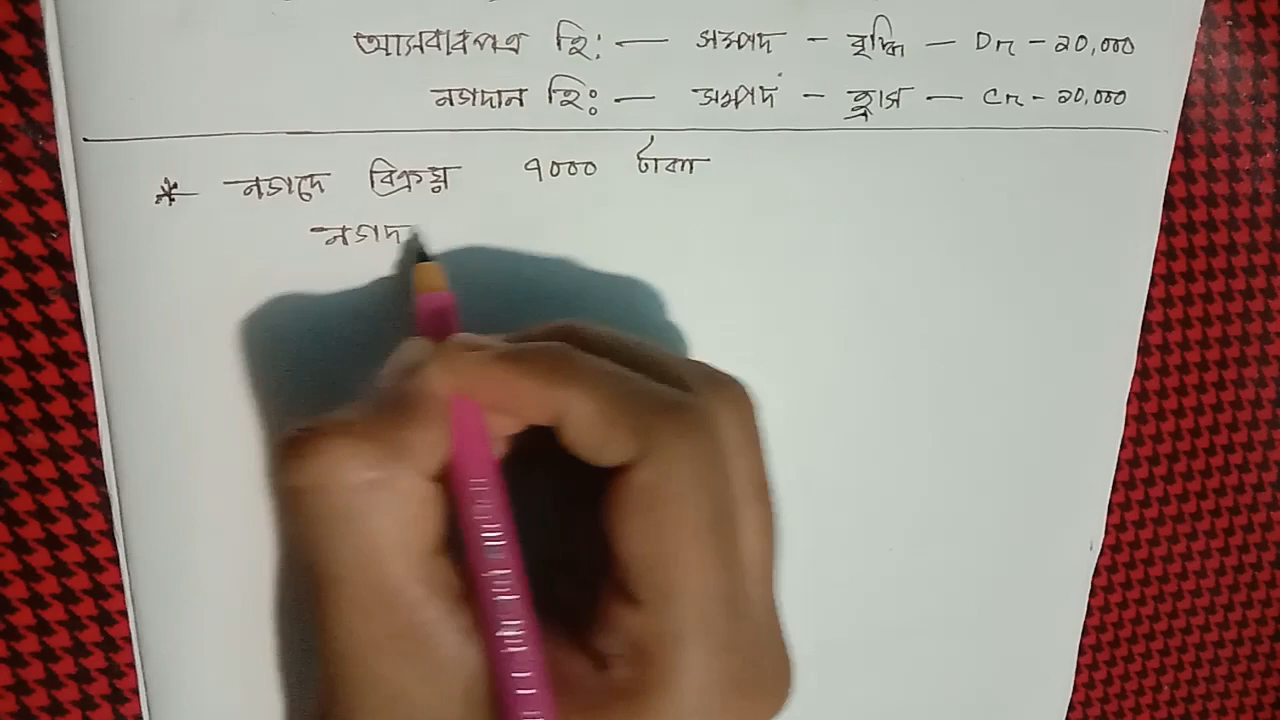 আসবাবপত্র হি: — সম্পদ - বৃদ্ধি — Dr - ২০,০০০
নগদান হিঃ — সম্পদ - হ্রাস — Cr - ২০,০০০
* নগদে বিক্রয় ৭০০০ টাকা
নগদ